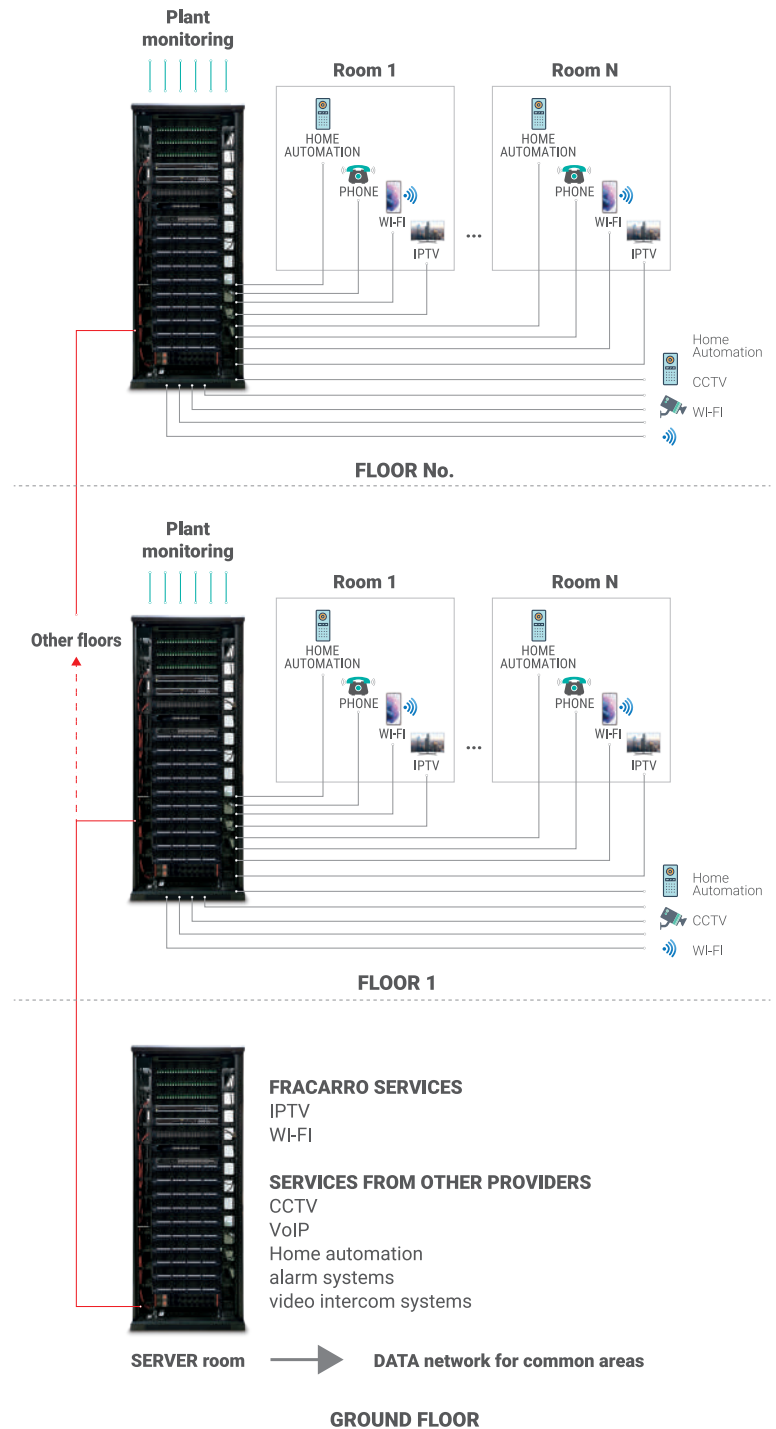 Plant
monitoring
Room 1
Room N
HOME
AUTOMATION
PHONE
WI-FI
IPTV
...
HOME
AUTOMATION
PHONE
WI-FI
IPTV
Home
Automation
CCTV
WI-FI
FLOOR No.
Plant
monitoring
Room 1
Room N
Other floors
HOME
AUTOMATION
PHONE
WI-FI
IPTV
...
HOME
AUTOMATION
PHONE
WI-FI
IPTV
Home
Automation
CCTV
WI-FI
FLOOR 1
FRACARRO SERVICES
IPTV
WI-FI
SERVICES FROM OTHER PROVIDERS
CCTV
VoIP
Home automation
alarm systems
video intercom systems
SERVER room
DATA network for common areas
GROUND FLOOR